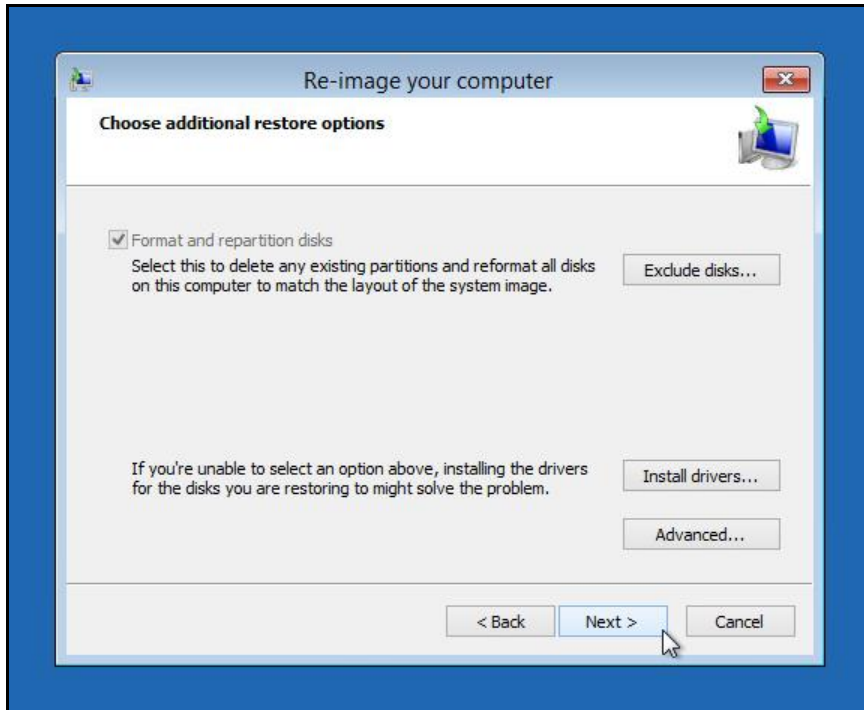 Re-image your computer
Choose additional restore options
Format and repartition disks
Select this to delete any existing partitions and reformat all disks
on this computer to match the layout of the system image.
Exclude disks...
If you're unable to select an option above, installing the drivers
for the disks you are restoring to might solve the problem.
Install drivers...
Advanced...
< Back
Next >
Cancel